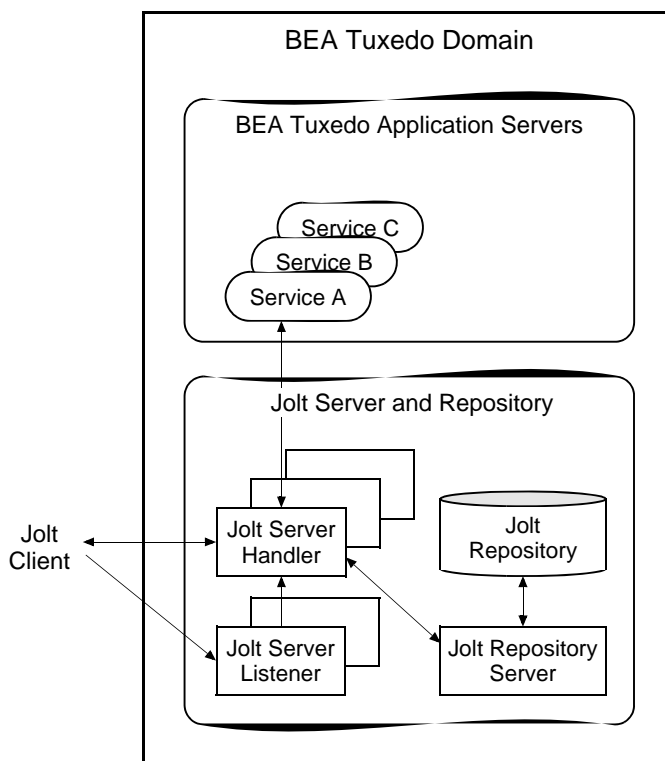 BEA Tuxedo Domain
BEA Tuxedo Application Servers
Service C
Service B
Service A
Jolt Server and Repository
Jolt Server
Handler
Jolt
Repository
Jolt
Client
Jolt Server
Listener
Jolt Repository
Server